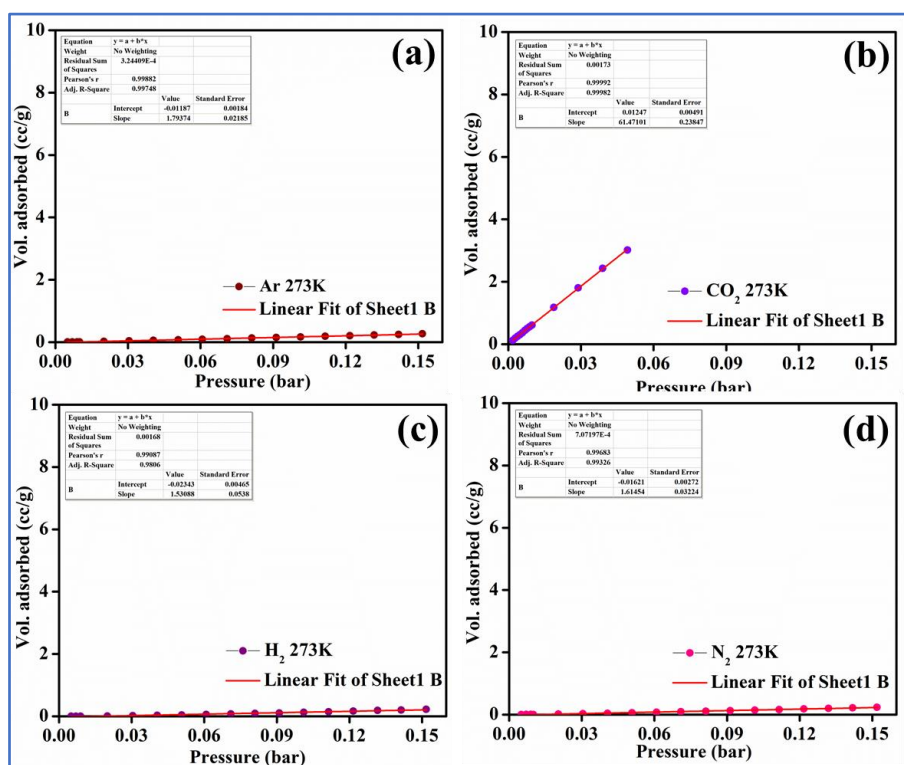 (a)
Equation y = a + b*x
Weight No Weighting
Residual Sum of Squares 3.24409E-4
Pearson's r 0.99882
Adj. R-Square 0.99748
Value Standard Error
B Intercept -0.01187 0.00184
Slope 1.79374 0.02185
Vol. adsorbed (cc/g)
10
8
6
4
2
0
Ar 273K
Linear Fit of Sheet1 B
0.00 0.03 0.06 0.09 0.12 0.15
Pressure (bar)
(b)
Equation y = a + b*x
Weight No Weighting
Residual Sum of Squares 0.00173
Pearson's r 0.99992
Adj. R-Square 0.99982
Value Standard Error
B Intercept 0.01247 0.00491
Slope 61.47101 0.23847
Vol. adsorbed (cc/g)
10
8
6
4
2
0
CO2 273K
Linear Fit of Sheet1 B
0.00 0.03 0.06 0.09 0.12 0.15
Pressure (bar)
(c)
Equation y = a + b*x
Weight No Weighting
Residual Sum of Squares 0.00168
Pearson's r 0.99087
Adj. R-Square 0.9806
Value Standard Error
B Intercept -0.02343 0.00465
Slope 1.53088 0.0538
Vol. adsorbed (cc/g)
10
8
6
4
2
0
H2 273K
Linear Fit of Sheet1 B
0.00 0.03 0.06 0.09 0.12 0.15
Pressure (bar)
(d)
Equation y = a + b*x
Weight No Weighting
Residual Sum of Squares 7.07197E-4
Pearson's r 0.99683
Adj. R-Square 0.99326
Value Standard Error
B Intercept -0.01621 0.00272
Slope 1.61454 0.03224
Vol. adsorbed (cc/g)
10
8
6
4
2
0
N2 273K
Linear Fit of Sheet1 B
0.00 0.03 0.06 0.09 0.12 0.15
Pressure (bar)